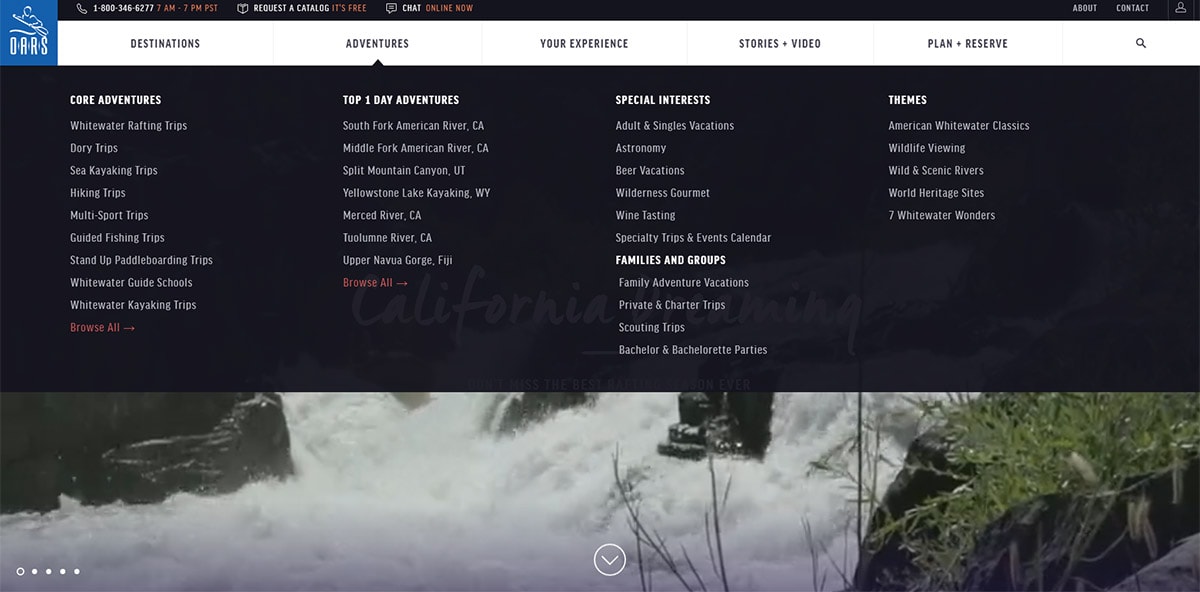 1-800-346-6277 7 AM - 7 PM PST
REQUEST A CATALOG IT'S FREE
CHAT ONLINE NOW
ABOUT
CONTACT
OARS
DESTINATIONS
ADVENTURES
YOUR EXPERIENCE
STORIES + VIDEO
PLAN + RESERVE
CORE ADVENTURES
Whitewater Rafting Trips
Dory Trips
Sea Kayaking Trips
Hiking Trips
Multi-Sport Trips
Guided Fishing Trips
Stand Up Paddleboarding Trips
Whitewater Guide Schools
Whitewater Kayaking Trips
Browse All →
TOP 1 DAY ADVENTURES
South Fork American River, CA
Middle Fork American River, CA
Split Mountain Canyon, UT
Yellowstone Lake Kayaking, WY
Merced River, CA
Tuolumne River, CA
Upper Navua Gorge, Fiji
Browse All →
SPECIAL INTERESTS
Adult & Singles Vacations
Astronomy
Beer Vacations
Wilderness Gourmet
Wine Tasting
Specialty Trips & Events Calendar
FAMILIES AND GROUPS
Family Adventure Vacations
Private & Charter Trips
Scouting Trips
Bachelor & Bachelorette Parties
THEMES
American Whitewater Classics
Wildlife Viewing
Wild & Scenic Rivers
World Heritage Sites
7 Whitewater Wonders
California Dreaming
DON'T MISS THE BEST RAFTING SEASON EVER